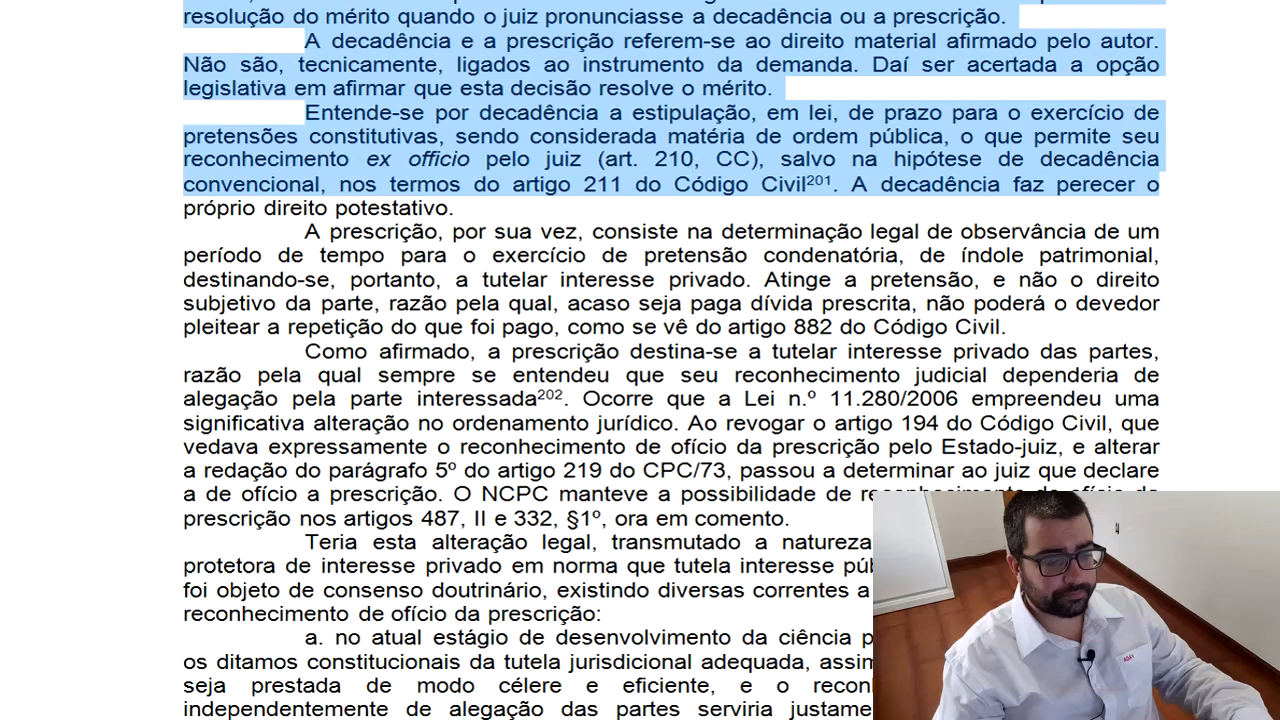 resolução do mérito quando o juiz pronunciasse a decadência ou a prescrição.
A decadência e a prescrição referem-se ao direito material afirmado pelo autor.
Não são, tecnicamente, ligados ao instrumento da demanda. Daí ser acertada a opção
legislativa em afirmar que esta decisão resolve o mérito.
Entende-se por decadência a estipulação, em lei, de prazo para o exercício de
pretensões constitutivas, sendo considerada matéria de ordem pública, o que permite seu
reconhecimento ex officio pelo juiz (art. 210, CC), salvo na hipótese de decadência
convencional, nos termos do artigo 211 do Código Civil²⁰¹. A decadência faz perecer o
próprio direito potestativo.
A prescrição, por sua vez, consiste na determinação legal de observância de um
período de tempo para o exercício de pretensão condenatória, de índole patrimonial,
destinando-se, portanto, a tutelar interesse privado. Atinge a pretensão, e não o direito
subjetivo da parte, razão pela qual, acaso seja paga dívida prescrita, não poderá o devedor
pleitear a repetição do que foi pago, como se vê do artigo 882 do Código Civil.
Como afirmado, a prescrição destina-se a tutelar interesse privado das partes,
razão pela qual sempre se entendeu que seu reconhecimento judicial dependeria de
alegação pela parte interessada²⁰². Ocorre que a Lei n.º 11.280/2006 empreendeu uma
significativa alteração no ordenamento jurídico. Ao revogar o artigo 194 do Código Civil, que
vedava expressamente o reconhecimento de ofício da prescrição pelo Estado-juiz, e alterar
a redação do parágrafo 5º do artigo 219 do CPC/73, passou a determinar ao juiz que declare
a de ofício a prescrição. O NCPC manteve a possibilidade de
prescrição nos artigos 487, II e 332, §1º, ora em comento.
Teria esta alteração legal, transmutado a natureza
protetora de interesse privado em norma que tutela interesse
foi objeto de consenso doutrinário, existindo diversas correntes a
reconhecimento de ofício da prescrição:
a. no atual estágio de desenvolvimento da ciência
os ditamos constitucionais da tutela jurisdicional adequada,
seja prestada de modo célere e eficiente, e o
independentemente de alegação das partes serviria